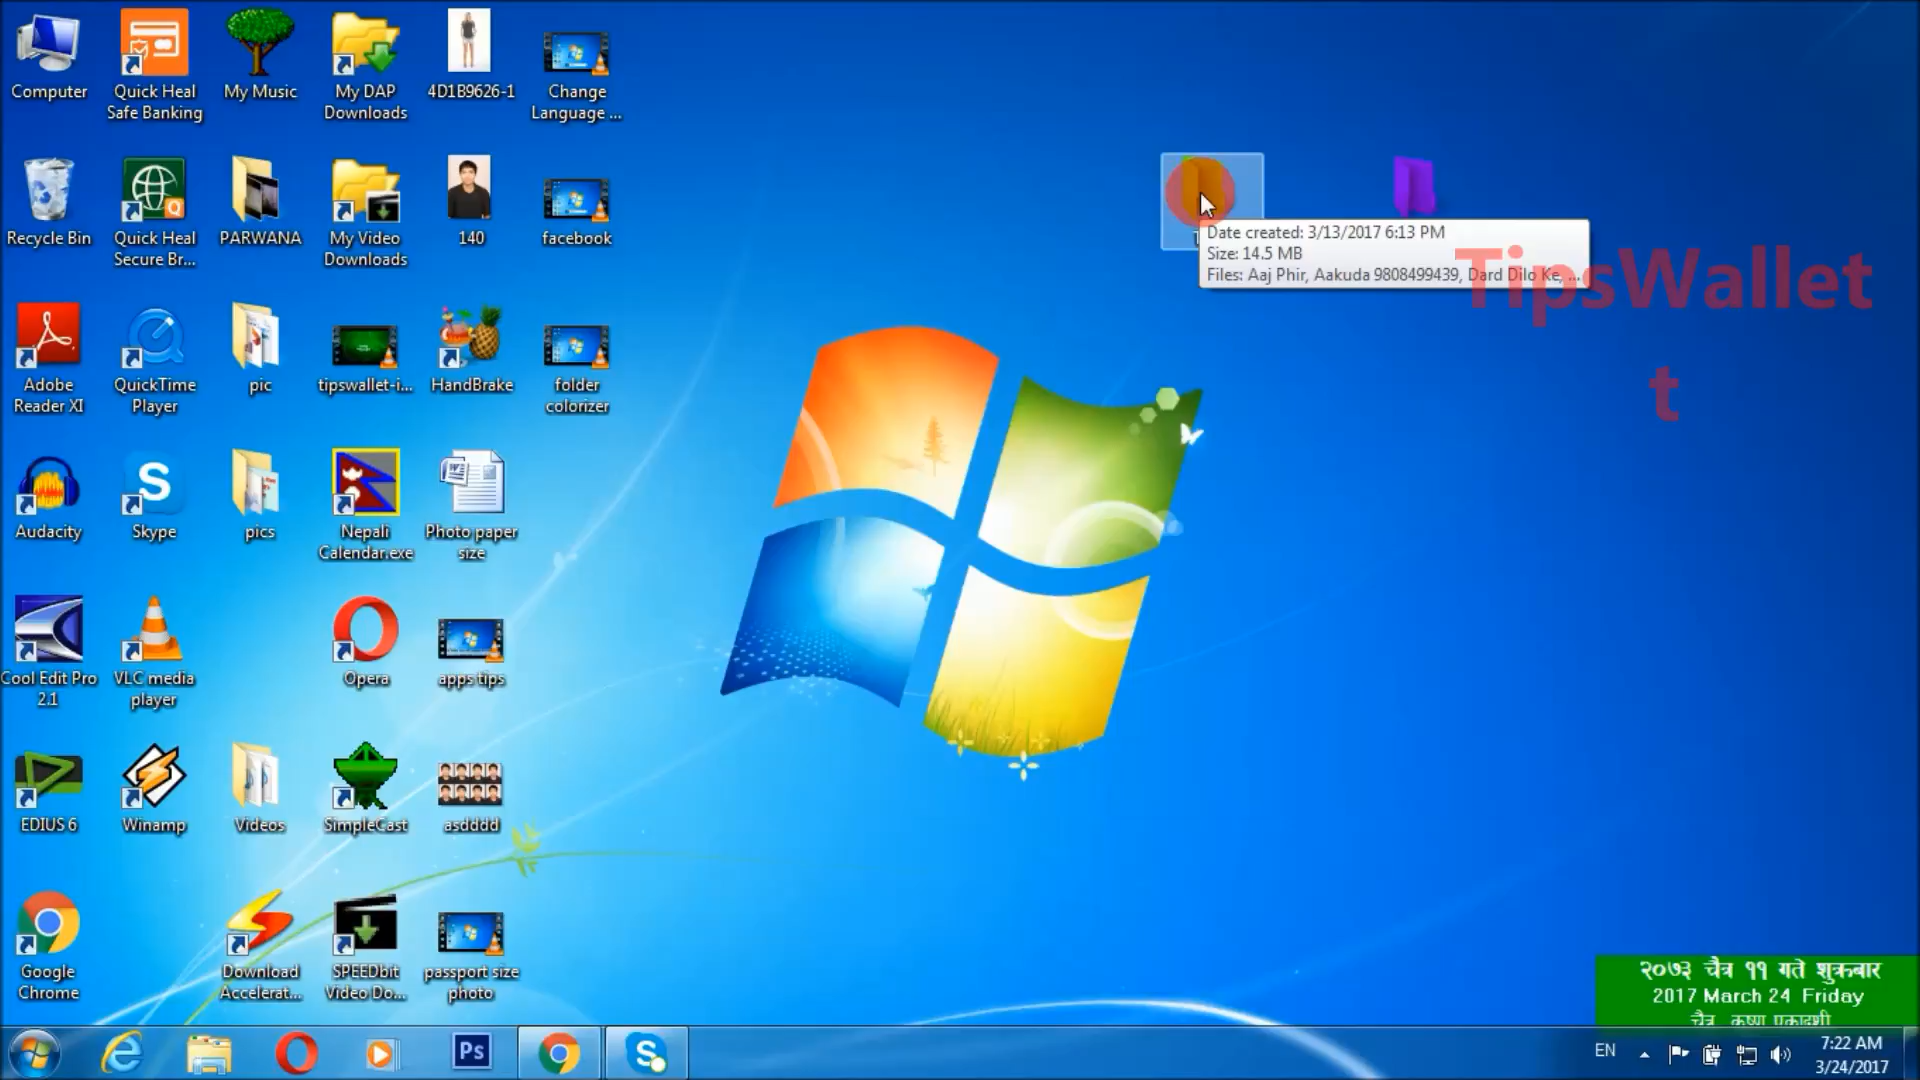 Computer
Quick Heal
Safe Banking
My Music
My DAP
Downloads
4D1B9626-1
Change
Language ...
Recycle Bin
Quick Heal
Secure Br...
PARWANA
My Video
Downloads
140
facebook
Date created: 3/13/2017 6:13 PM
Size: 14.5 MB
Files: Aaj Phir, Aakuda 9808499439, Dard Dilo Ke, ...
TipsWallet
t
Adobe
Reader XI
QuickTime
Player
pic
tipswallet-i...
HandBrake
folder
colorizer
Audacity
Skype
pics
Nepali
Calendar.exe
Photo paper
size
Cool Edit Pro
2.1
VLC media
player
Opera
apps tips
EDIUS 6
Winamp
Videos
SimpleCast
asdddd
Google
Chrome
Download
Accelerat...
SPEEDbit
Video Do...
passport size
photo
२०७३ चैत्र ११ गते शुक्रबार
2017 March 24 Friday
चैत्र कृष्ण एकादशी
Ps
EN
7:22 AM
3/24/2017